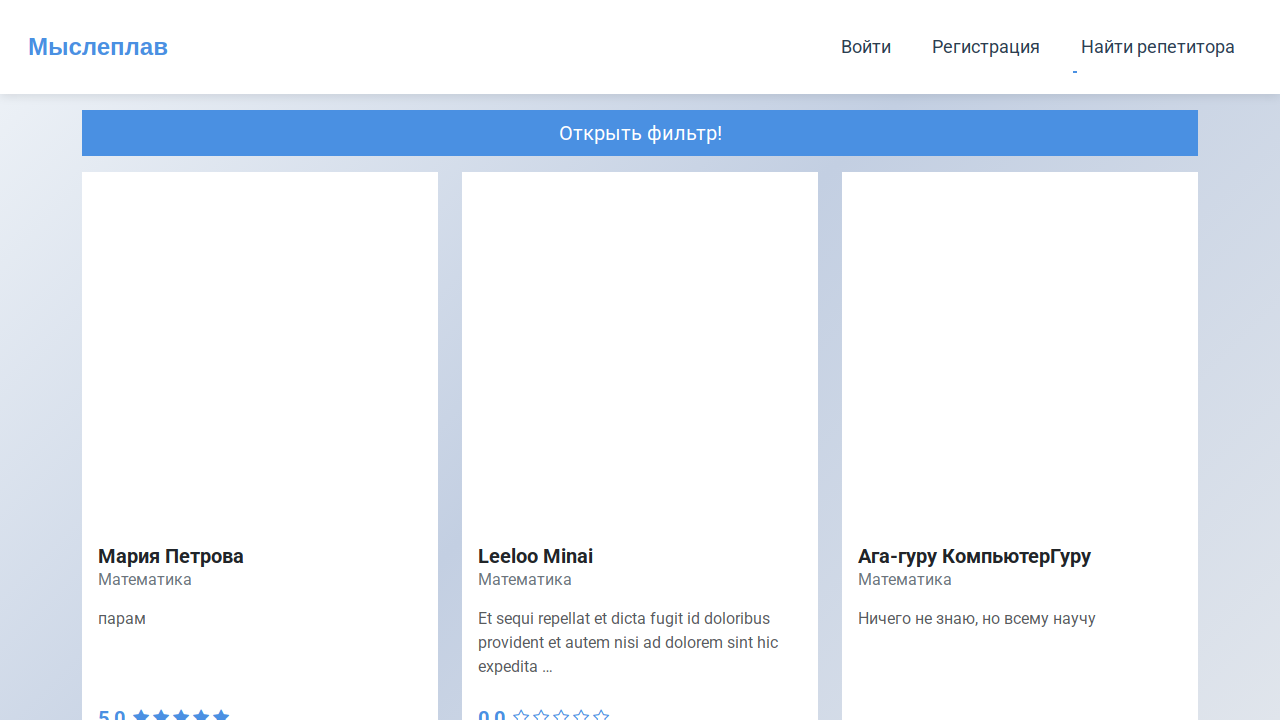 Мыслеплав
Войти
Регистрация
Найти репетитора
Открыть фильтр!
Мария Петрова
Математика
парам
5.0
Leeloo Minai
Математика
Et sequi repellat et dicta fugit id doloribus
provident et autem nisi ad dolorem sint hic
expedita ...
0.0
Ага-гуру КомпьютерГуру
Математика
Ничего не знаю, но всему научу